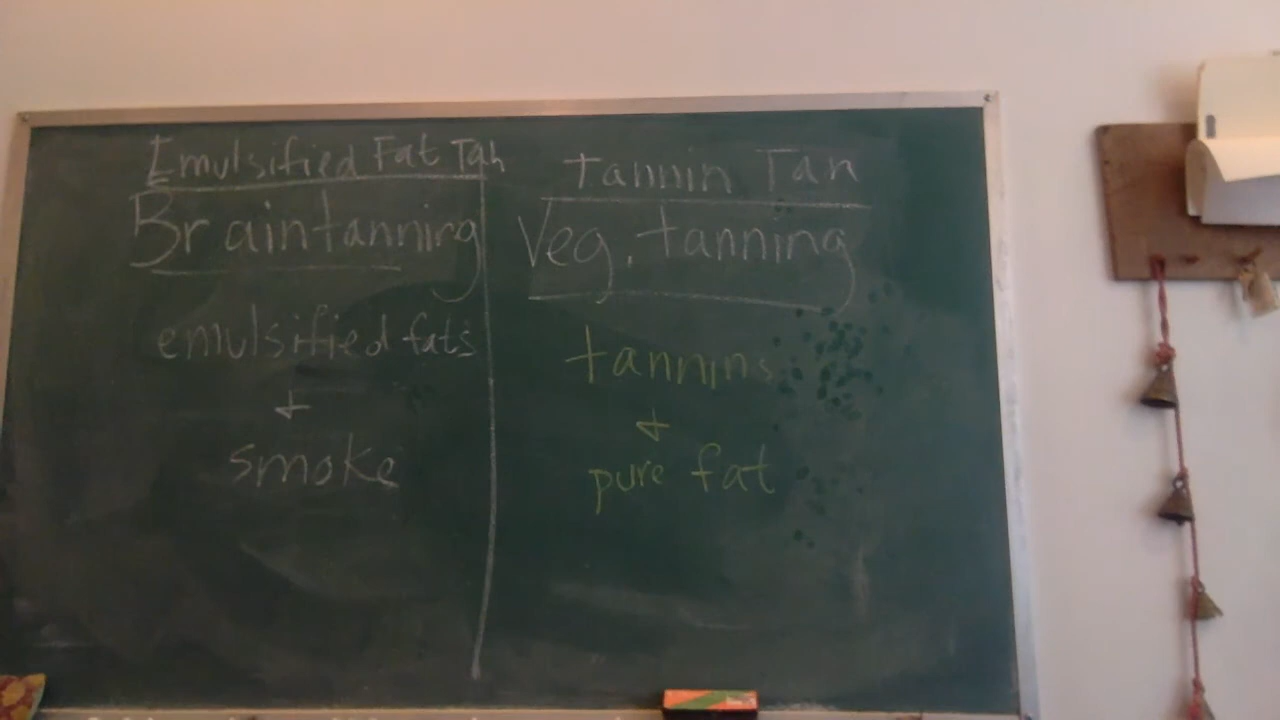 Emulsified Fat Tan
Braintanning
emulsified fats
+
smoke
Tannin Tan
Veg. tanning
tannins
+
pure fat